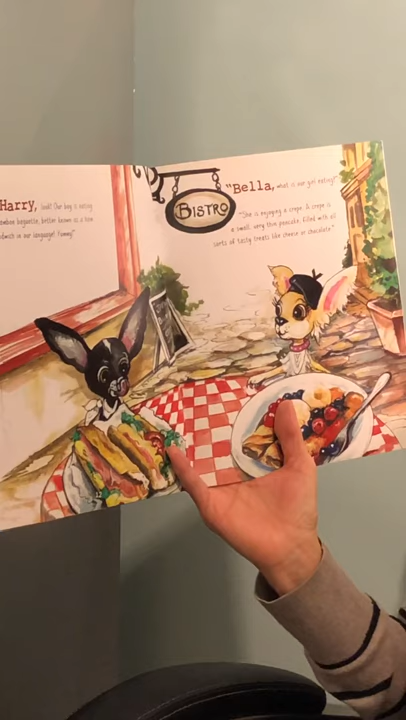 Harry, look! Our boy is eating
jambon baguette, better known as a ham
sandwich in our language! Yummy!"
BISTRO
"Bella, what is our girl eating?"
"She is enjoying a crepe. A crepe is
a small, very thin pancake, filled with all
sorts of tasty treats like cheese or chocolate."